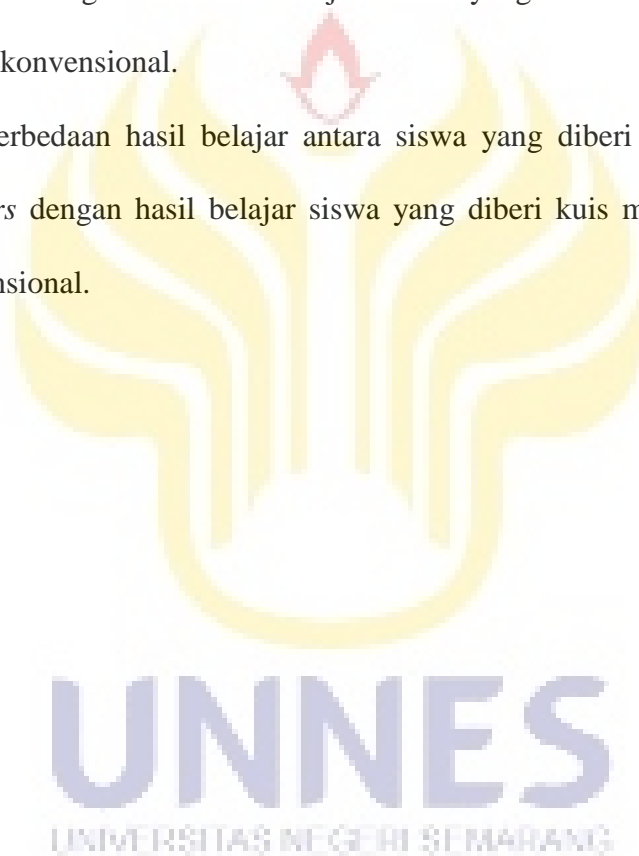 konvensional.
erbedaan hasil belajar antara siswa yang diberi
rs dengan hasil belajar siswa yang diberi kuis m
nsional.
UNNES
UNIVERSITAS NEGERI SEMARANG